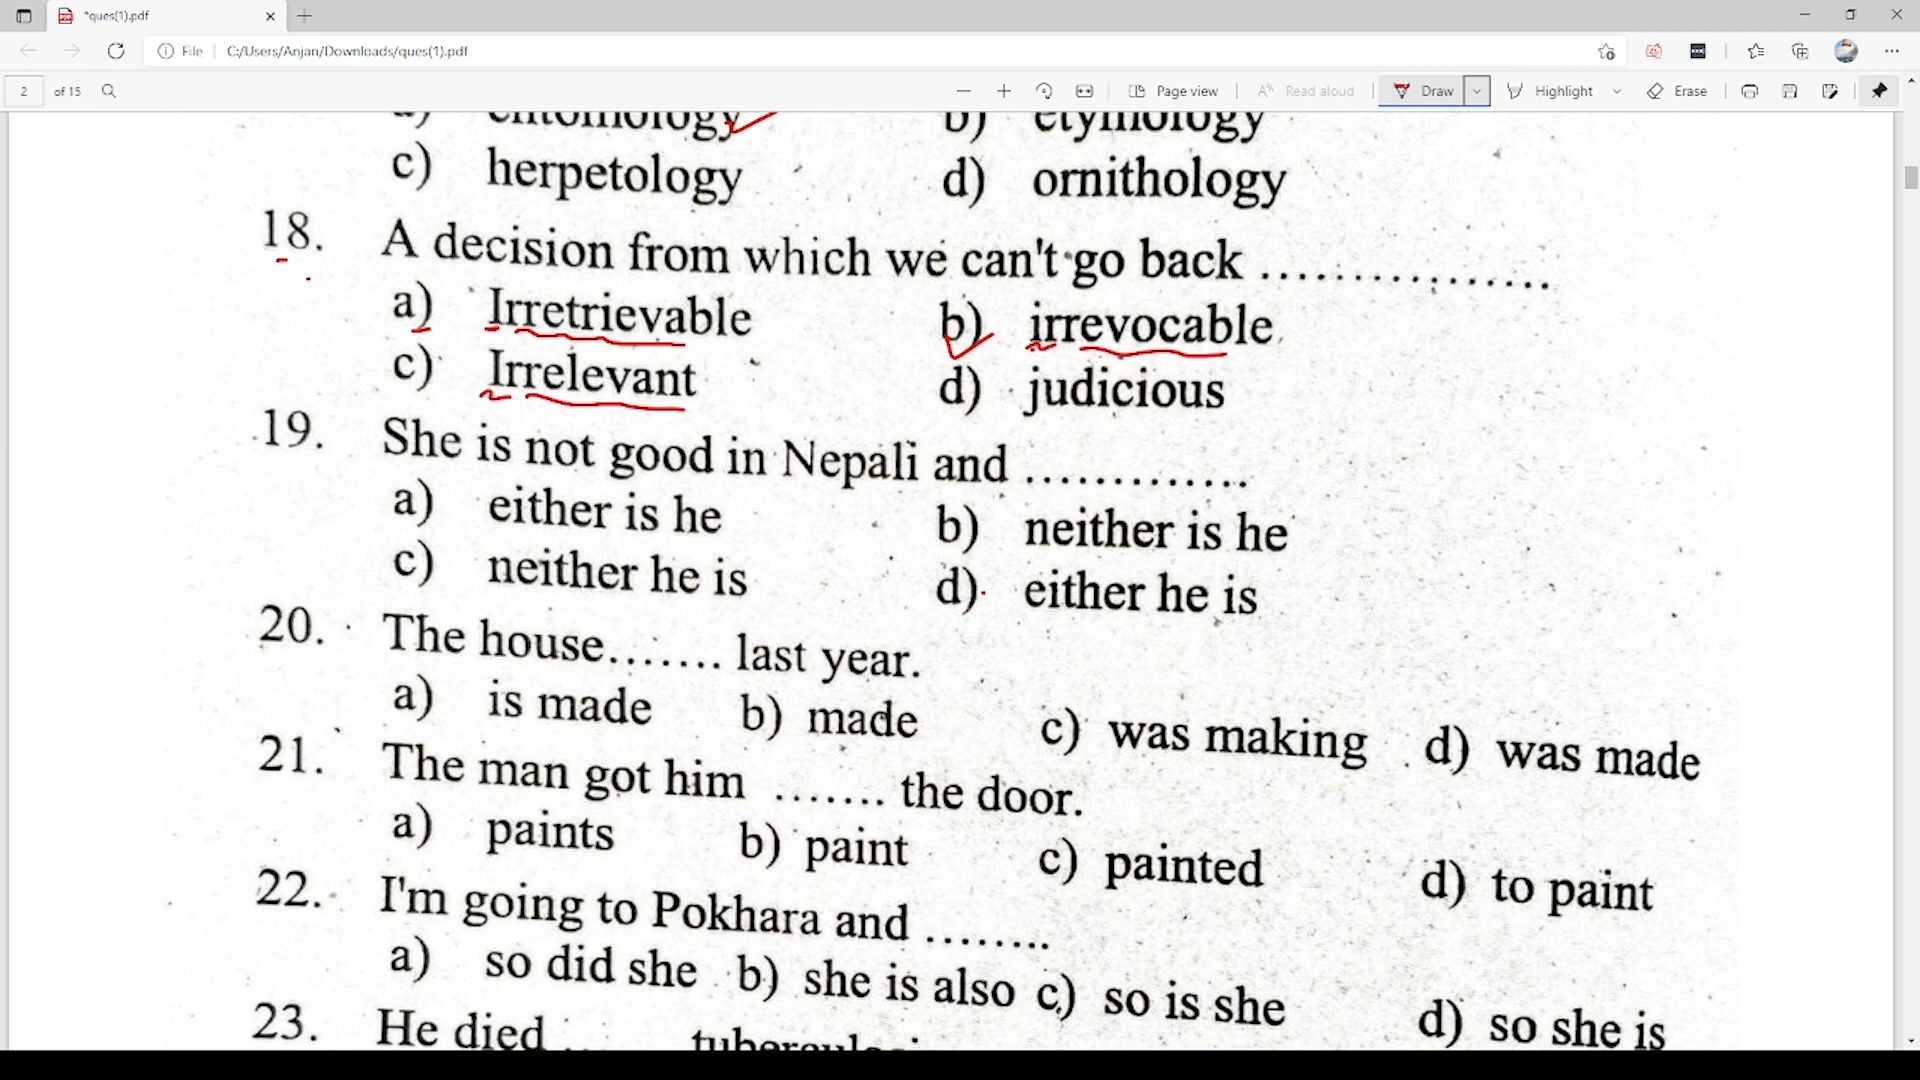 *ques(1).pdf
File C:/Users/Anjan/Downloads/ques(1).pdf
2 of 15 Page view Read aloud Draw Highlight Erase
a) entomology b) etymology
c) herpetology d) ornithology
18. A decision from which we can't go back ................
a) Irretrievable b) irrevocable
c) Irrelevant d) judicious
19. She is not good in Nepali and .............
a) either is he b) neither is he
c) neither he is d) either he is
20. The house....... last year.
a) is made b) made c) was making d) was made
21. The man got him ....... the door.
a) paints b) paint c) painted d) to paint
22. I'm going to Pokhara and ........
a) so did she b) she is also c) so is she d) so she is
23. He died